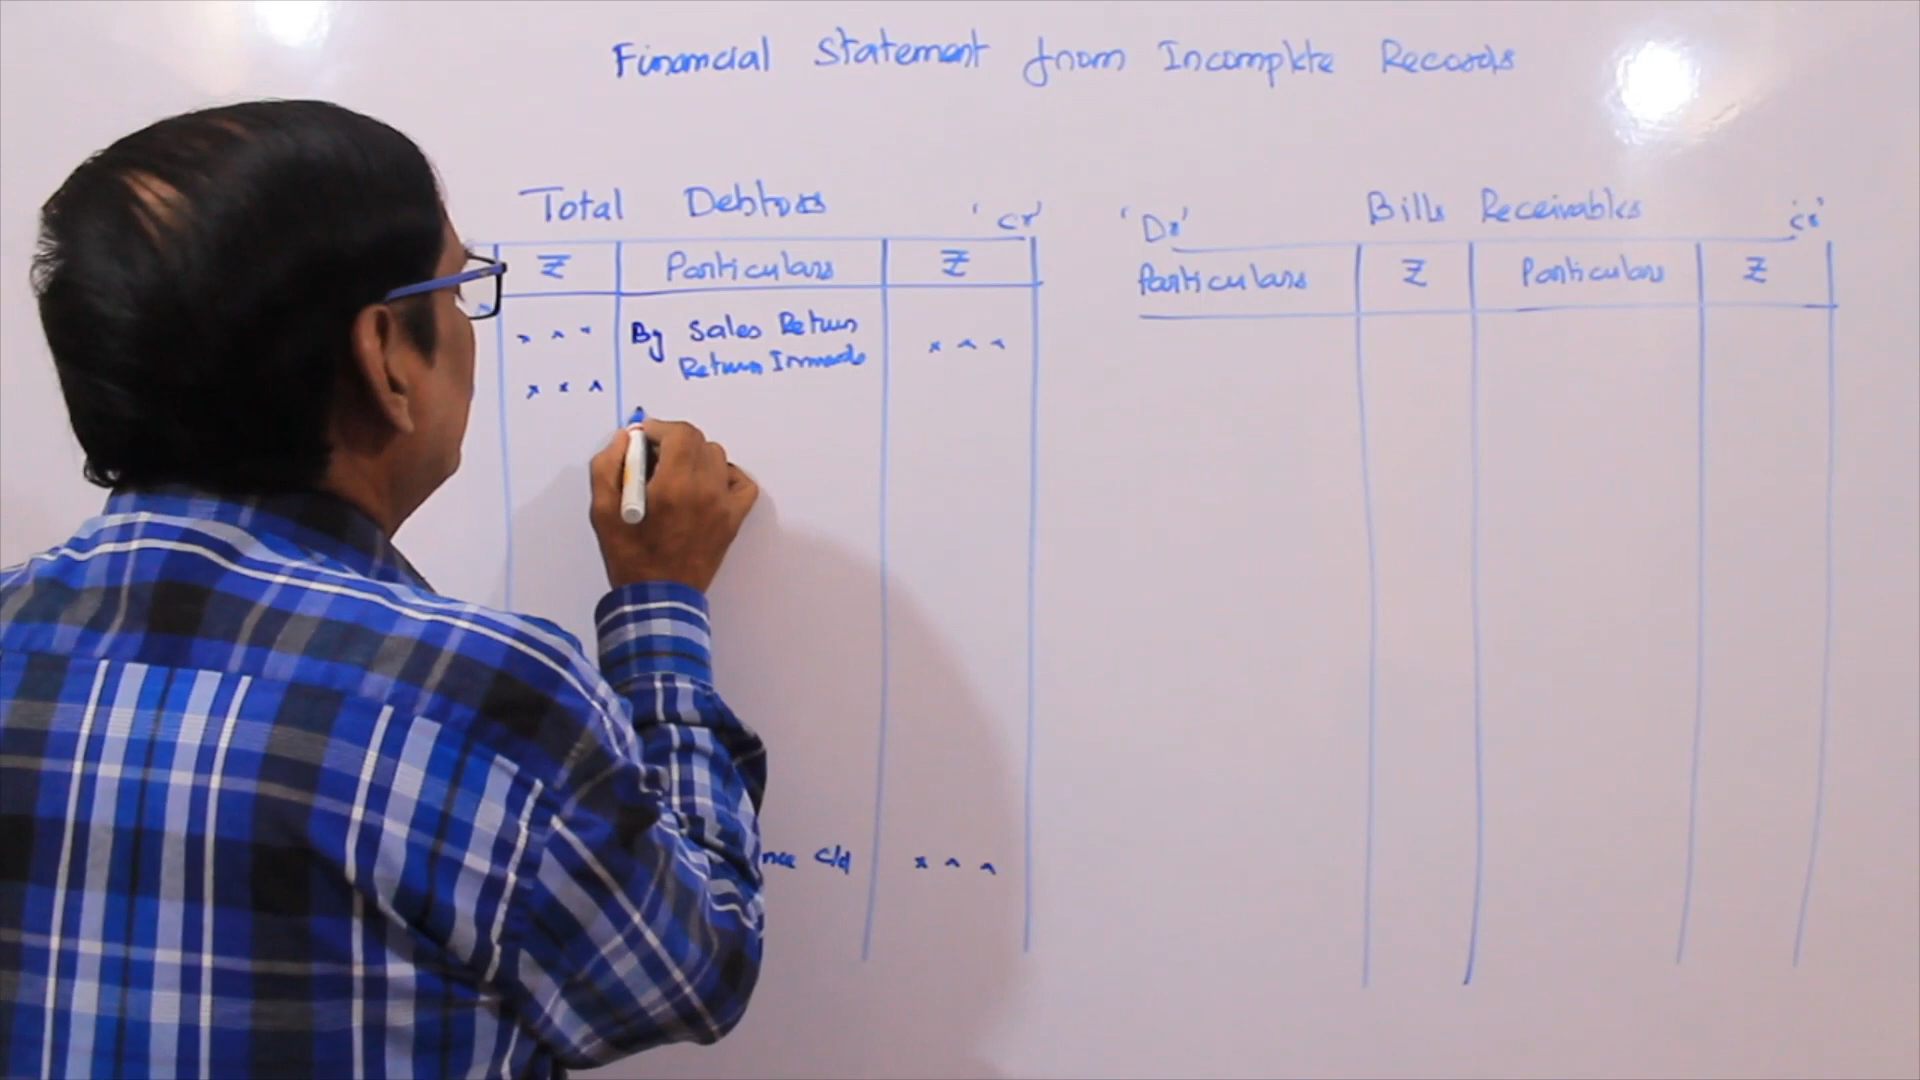 Financial Statement from Incomplete Records
Total Debtors 'Cr'
₹ Particulars ₹
x x x By Sales Return x x x
Return Inwards
x x x
c/d x x x
'Dr' Bills Receivables 'Cr'
Particulars ₹ Particulars ₹